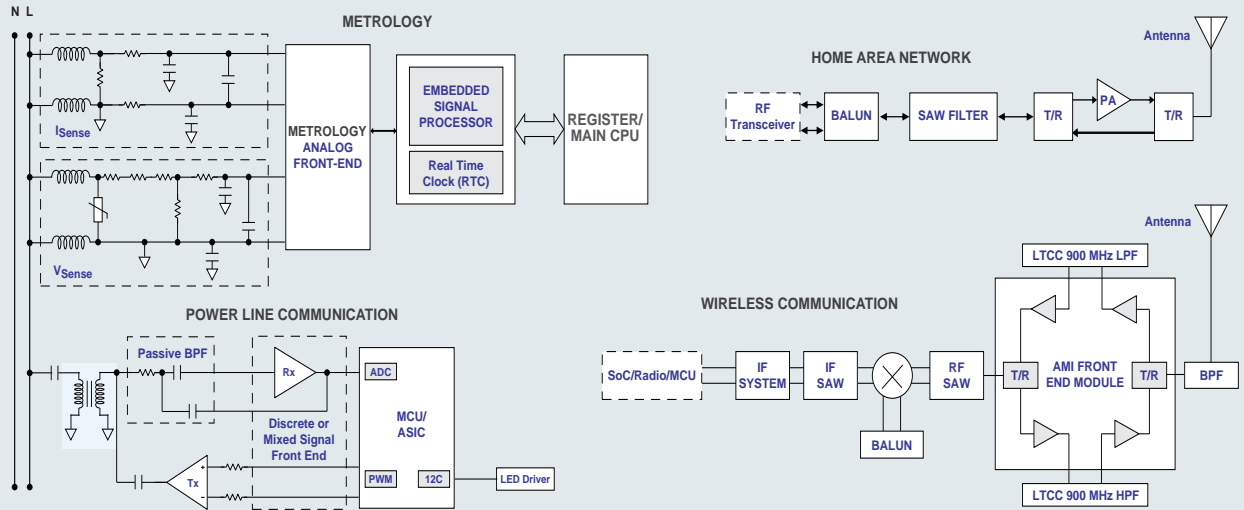 N L
METROLOGY
ISense
VSense
METROLOGY
ANALOG
FRONT-END
EMBEDDED
SIGNAL
PROCESSOR
Real Time
Clock (RTC)
REGISTER/
MAIN CPU
HOME AREA NETWORK
Antenna
RF
Transceiver
BALUN
SAW FILTER
T/R
PA
T/R
POWER LINE COMMUNICATION
Passive BPF
Rx
Tx
+
–
Discrete or
Mixed Signal
Front End
ADC
MCU/
ASIC
PWM
12C
LED Driver
WIRELESS COMMUNICATION
Antenna
SoC/Radio/MCU
IF
SYSTEM
IF
SAW
BALUN
RF
SAW
LTCC 900 MHz LPF
T/R
AMI FRONT
END MODULE
T/R
BPF
LTCC 900 MHz HPF